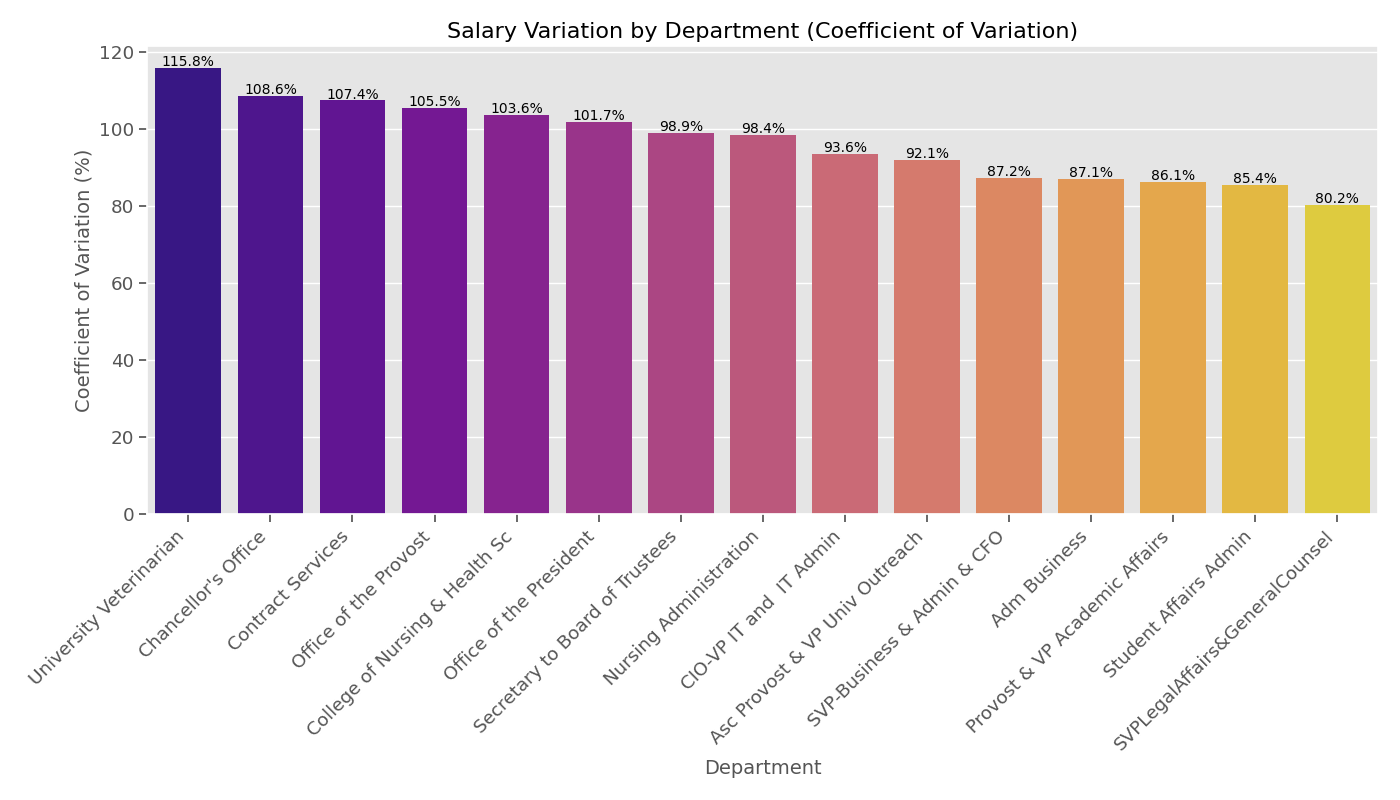 Salary Variation by Department (Coefficient of Variation)
Coefficient of Variation (%)
120
100
80
60
40
20
0
115.8%
108.6%
107.4%
105.5%
103.6%
101.7%
98.9%
98.4%
93.6%
92.1%
87.2%
87.1%
86.1%
85.4%
80.2%
University Veterinarian
Chancellor's Office
Contract Services
Office of the Provost
College of Nursing & Health Sc
Office of the President
Secretary to Board of Trustees
Nursing Administration
CIO-VP IT and  IT Admin
Asc Provost & VP Univ Outreach
SVP-Business & Admin & CFO
Adm Business
Provost & VP Academic Affairs
Student Affairs Admin
SVPLegalAffairs&GeneralCounsel
Department